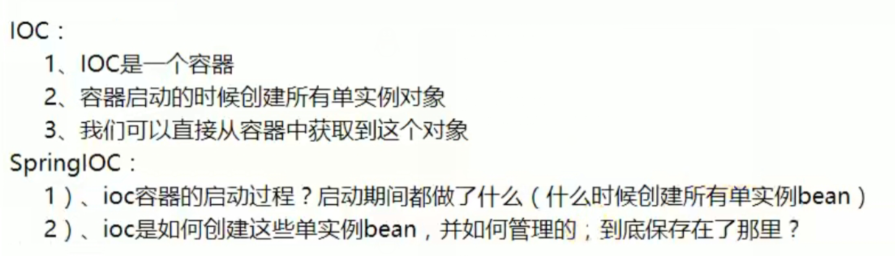 IOC：
1、IOC是一个容器
2、容器启动的时候创建所有单实例对象
3、我们可以直接从容器中获取到这个对象
SpringIOC：
1）、ioc容器的启动过程？启动期间都做了什么（什么时候创建所有单实例bean）
2）、ioc是如何创建这些单实例bean，并如何管理的；到底保存在了那里？